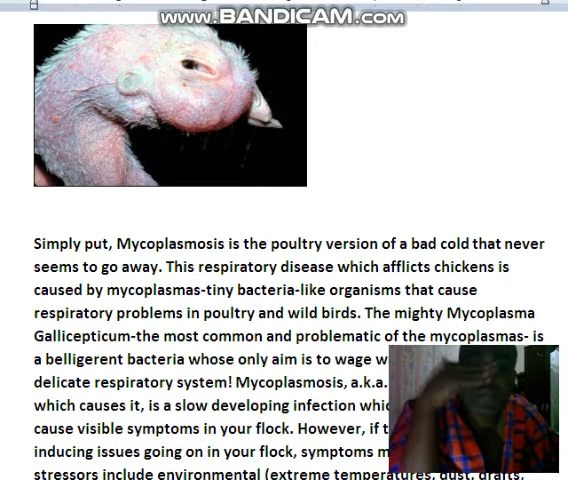 www.BANDICAM.com
Simply put, Mycoplasmosis is the poultry version of a bad cold that never
seems to go away. This respiratory disease which afflicts chickens is
caused by mycoplasmas-tiny bacteria-like organisms that cause
respiratory problems in poultry and wild birds. The mighty Mycoplasma
Gallicepticum-the most common and problematic of the mycoplasmas- is
a belligerent bacteria whose only aim is to wage
delicate respiratory system! Mycoplasmosis, a.k.a.
which causes it, is a slow developing infection
cause visible symptoms in your flock. However, if
inducing issues going on in your flock, symptoms
stressors include environmental (extreme temperatures, dust, drafts,